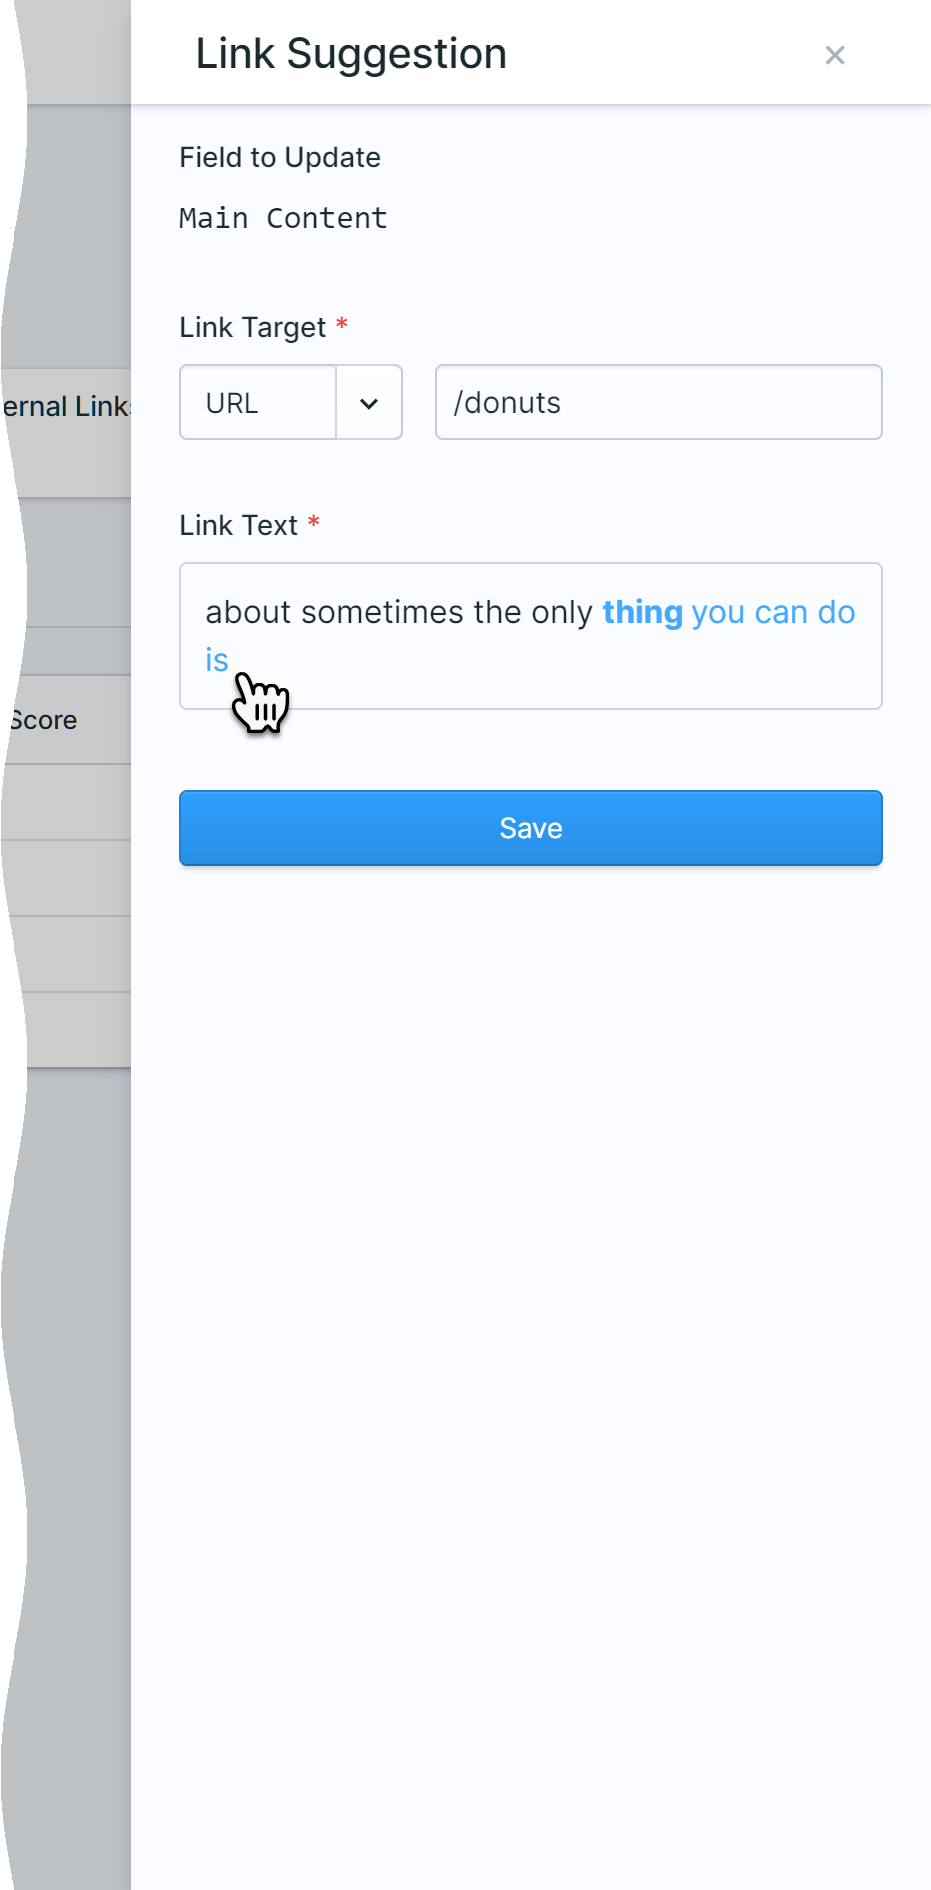 Link Suggestion
×
Field to Update
Main Content
Link Target *
URL
/donuts
Link Text *
about sometimes the only thing you can do
is
Save
ernal Links
Score